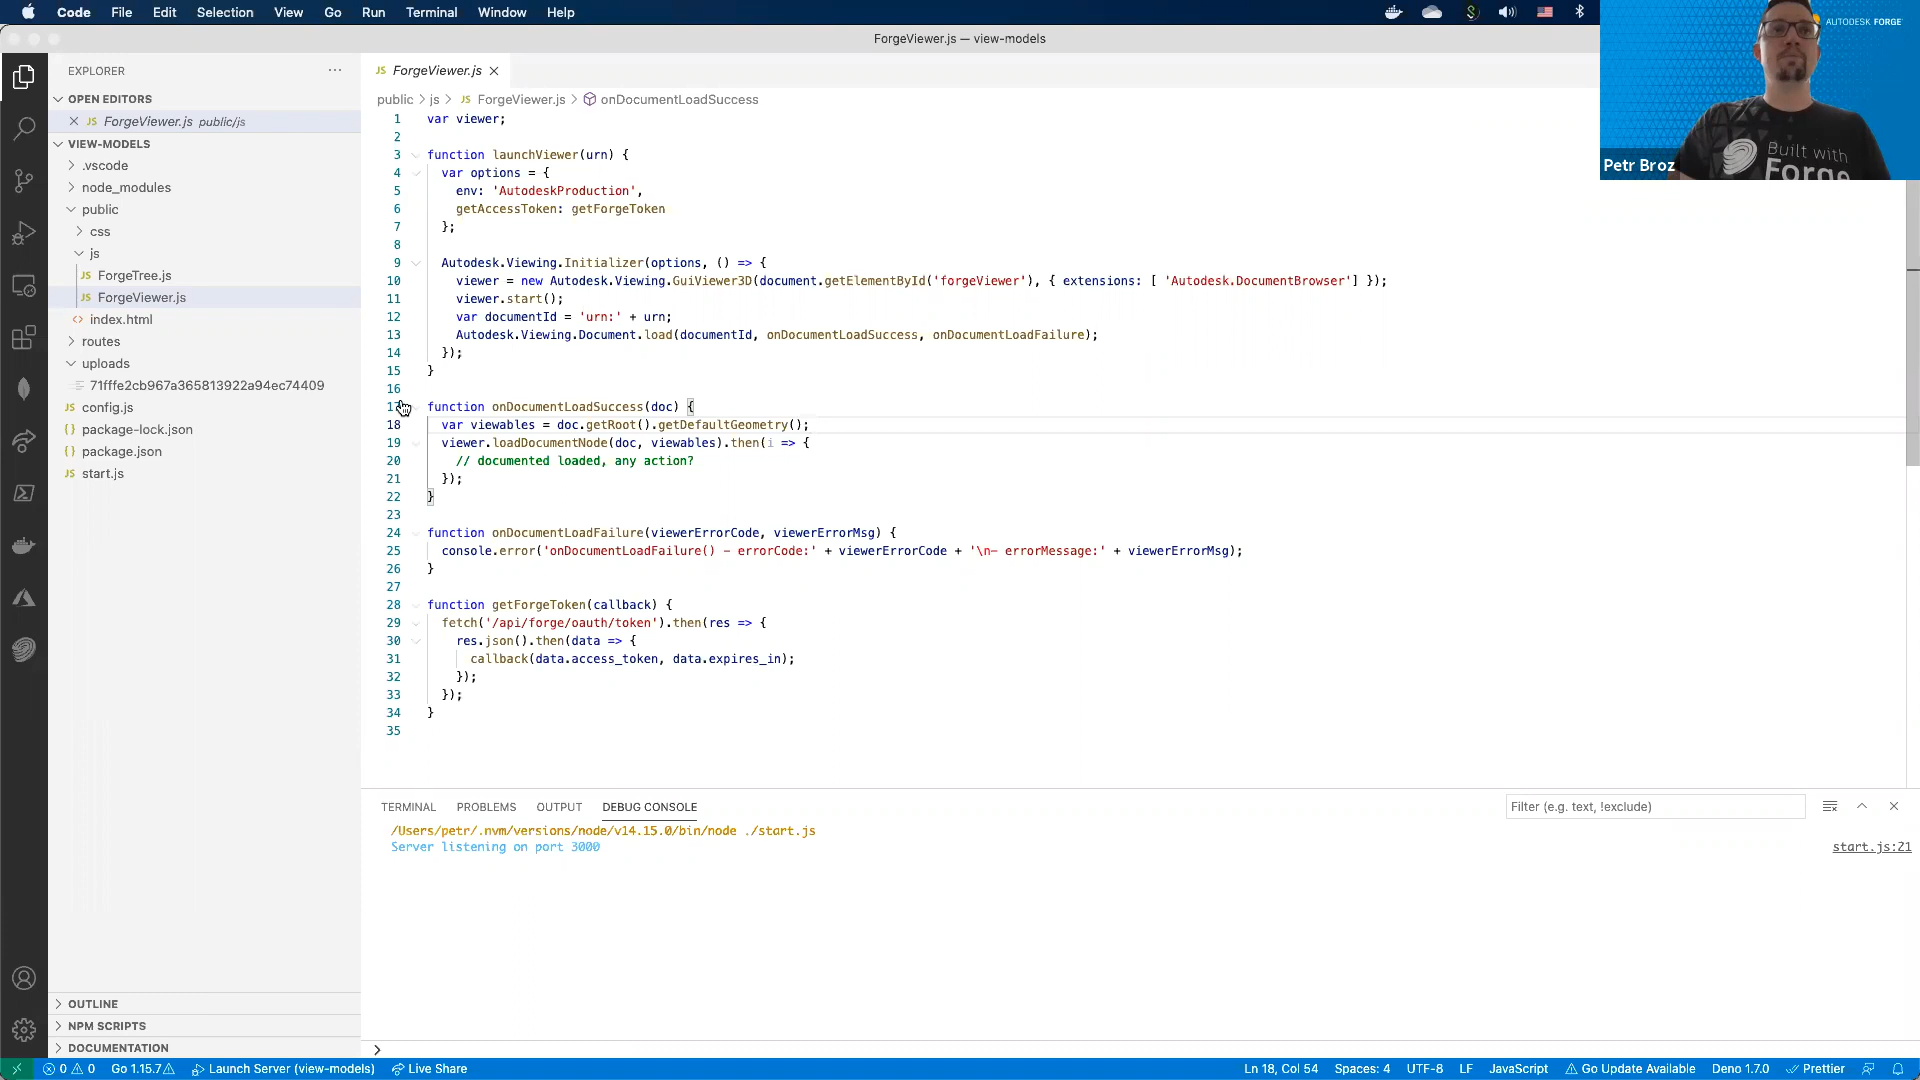 Code File Edit Selection View Go Run Terminal Window Help
ForgeViewer.js — view-models
AUTODESK FORGE
Built with
Forge
Petr Broz
EXPLORER
OPEN EDITORS
JS ForgeViewer.js public/js
VIEW-MODELS
.vscode
node_modules
public
css
js
JS ForgeTree.js
JS ForgeViewer.js
<> index.html
routes
uploads
71fffe2cb967a365813922a94ec74409
JS config.js
{} package-lock.json
{} package.json
JS start.js
OUTLINE
NPM SCRIPTS
DOCUMENTATION
JS ForgeViewer.js
public > js > JS ForgeViewer.js > onDocumentLoadSuccess
1 var viewer;
2
3 function launchViewer(urn) {
4 var options = {
5 env: 'AutodeskProduction',
6 getAccessToken: getForgeToken
7 };
8
9 Autodesk.Viewing.Initializer(options, () => {
10 viewer = new Autodesk.Viewing.GuiViewer3D(document.getElementById('forgeViewer'), { extensions: [ 'Autodesk.DocumentBrowser'] });
11 viewer.start();
12 var documentId = 'urn:' + urn;
13 Autodesk.Viewing.Document.load(documentId, onDocumentLoadSuccess, onDocumentLoadFailure);
14 });
15 }
16
17 function onDocumentLoadSuccess(doc) {
18 var viewables = doc.getRoot().getDefaultGeometry();
19 viewer.loadDocumentNode(doc, viewables).then(i => {
20 // documented loaded, any action?
21 });
22 }
23
24 function onDocumentLoadFailure(viewerErrorCode, viewerErrorMsg) {
25 console.error('onDocumentLoadFailure() - errorCode:' + viewerErrorCode + '\n- errorMessage:' + viewerErrorMsg);
26 }
27
28 function getForgeToken(callback) {
29 fetch('/api/forge/oauth/token').then(res => {
30 res.json().then(data => {
31 callback(data.access_token, data.expires_in);
32 });
33 });
34 }
35
TERMINAL PROBLEMS OUTPUT DEBUG CONSOLE Filter (e.g. text, !exclude)
/Users/petr/.nvm/versions/node/v14.15.0/bin/node ./start.js
Server listening on port 3000 start.js:21
0 0 Go 1.15.7 Launch Server (view-models) Live Share Ln 18, Col 54 Spaces: 4 UTF-8 LF JavaScript Go Update Available Deno 1.7.0 Prettier